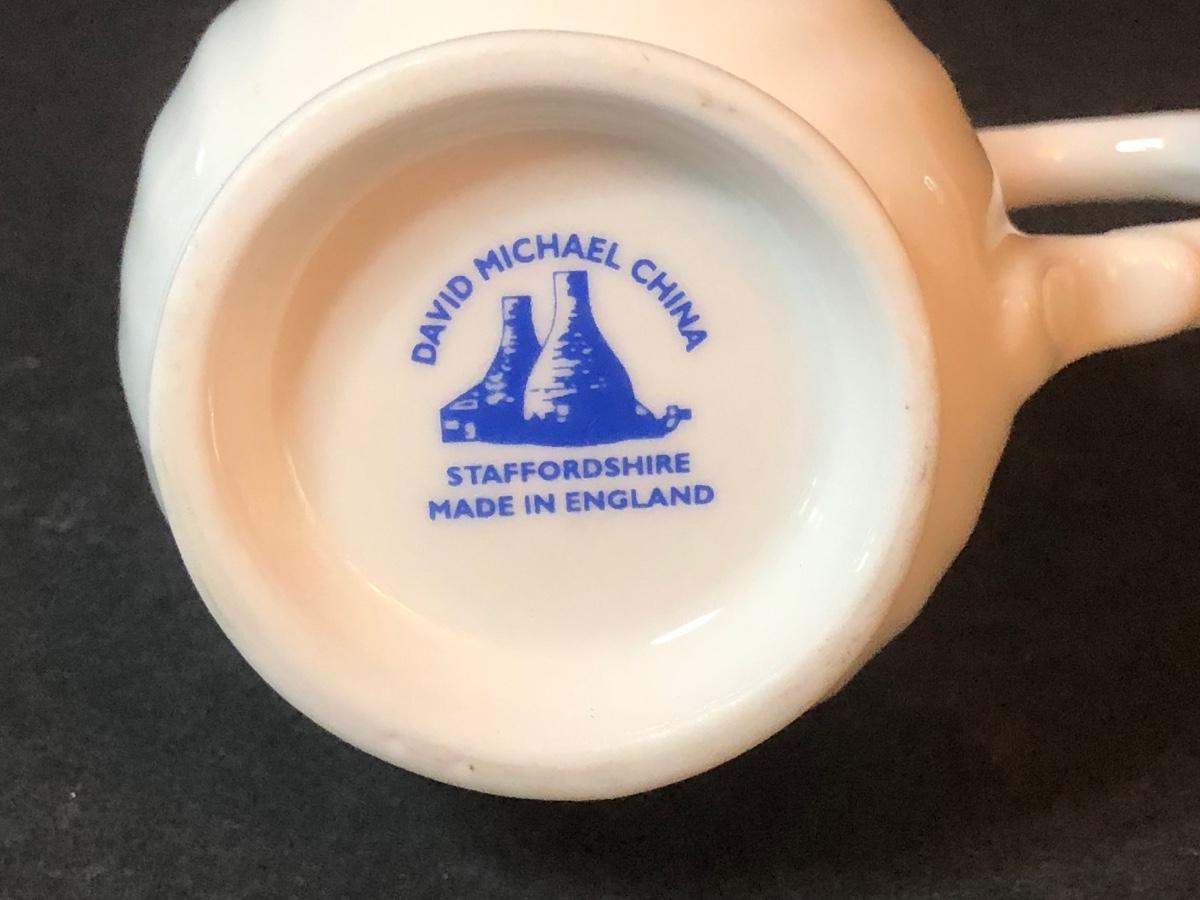 DAVID MICHAEL CHINA
STAFFORDSHIRE
MADE IN ENGLAND